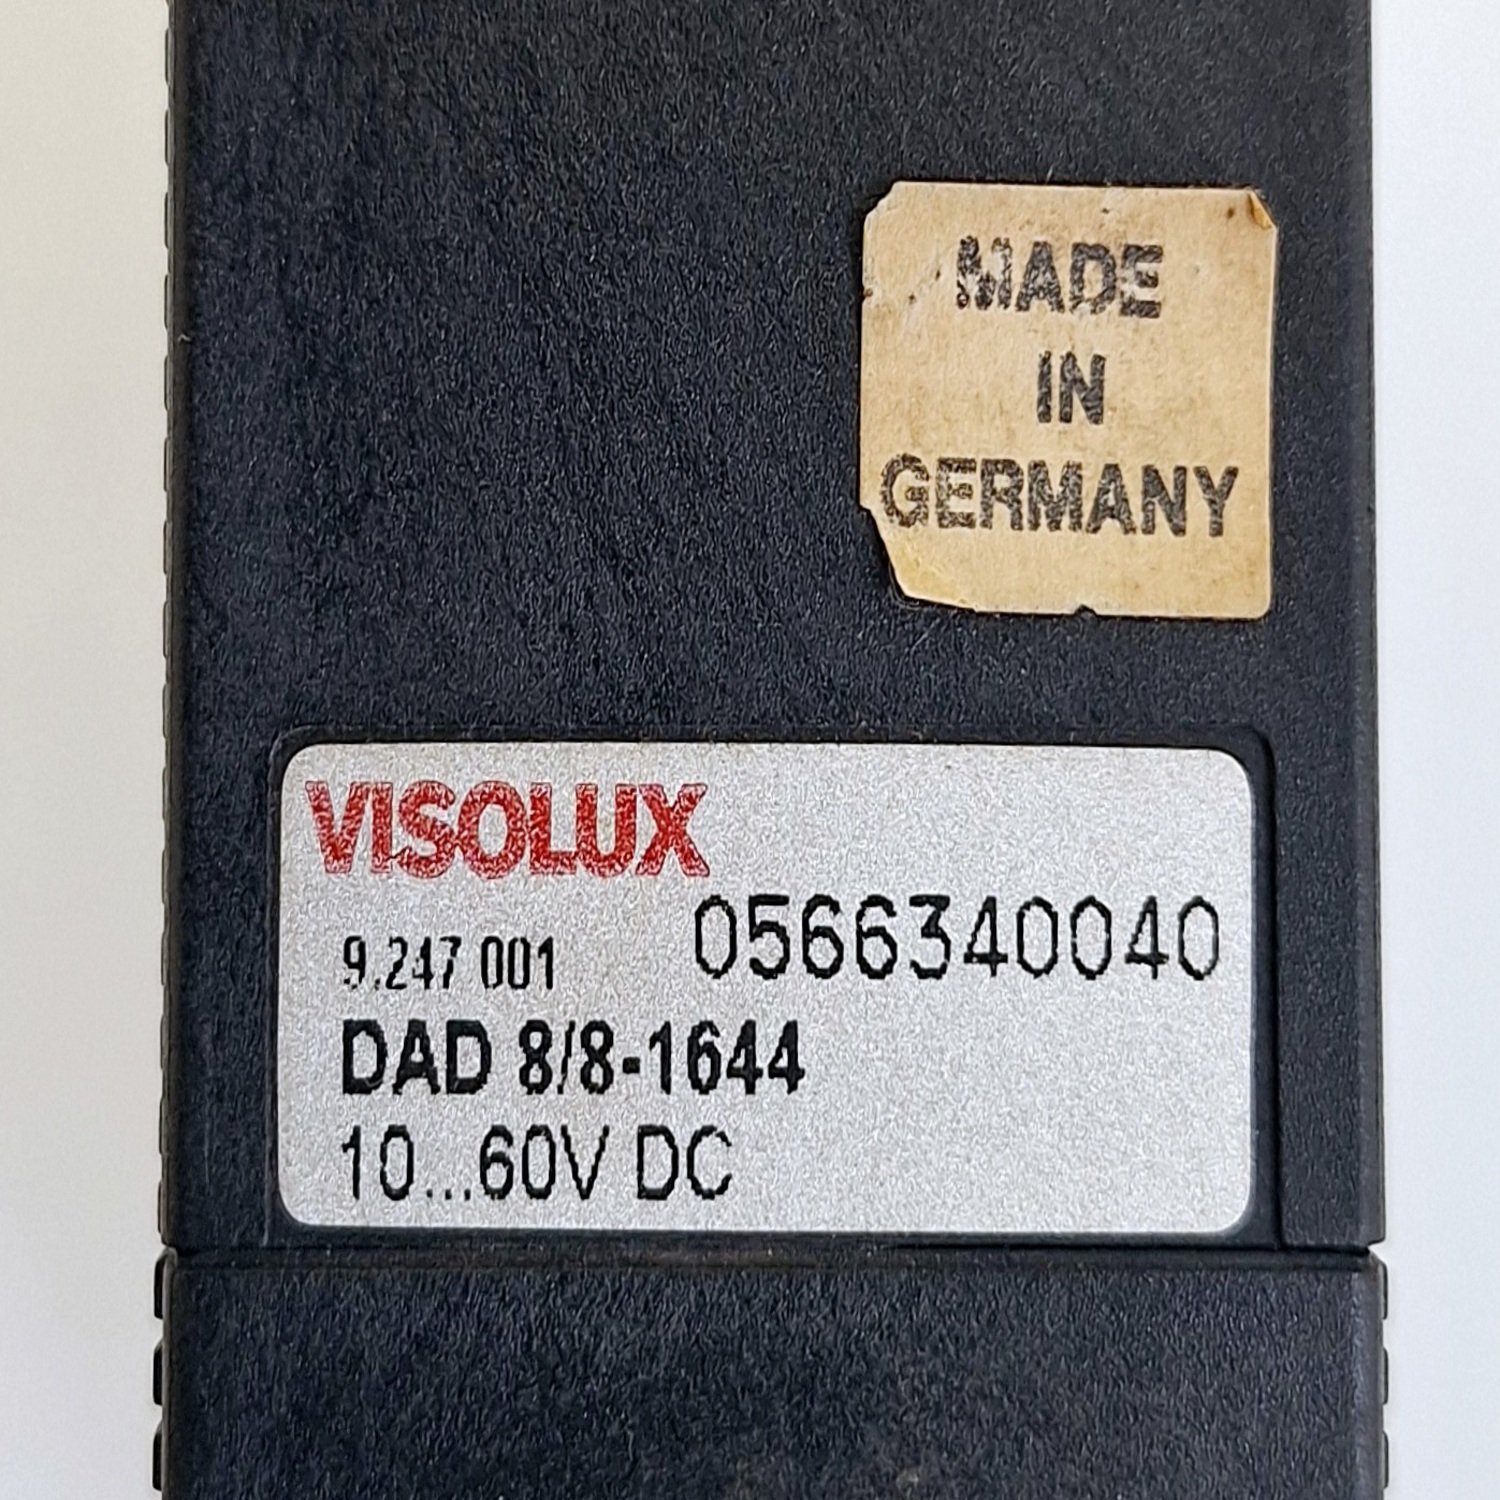 MADE
IN
GERMANY
VISOLUX
9.247 001 0566340040
DAD 8/8-1644
10...60V DC